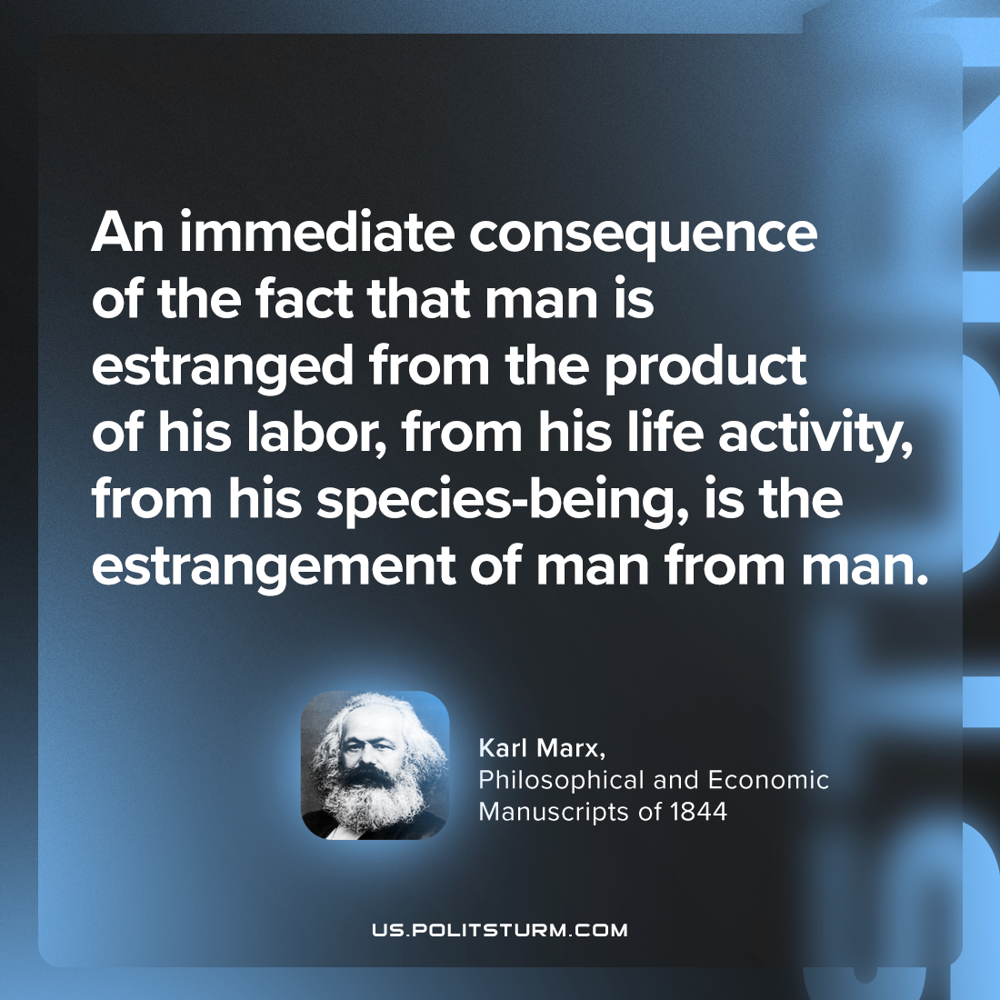 An immediate consequence
of the fact that man is
estranged from the product
of his labor, from his life activity,
from his species-being, is the
estrangement of man from man.
Karl Marx,
Philosophical and Economic
Manuscripts of 1844
US.POLITSTURM.COM